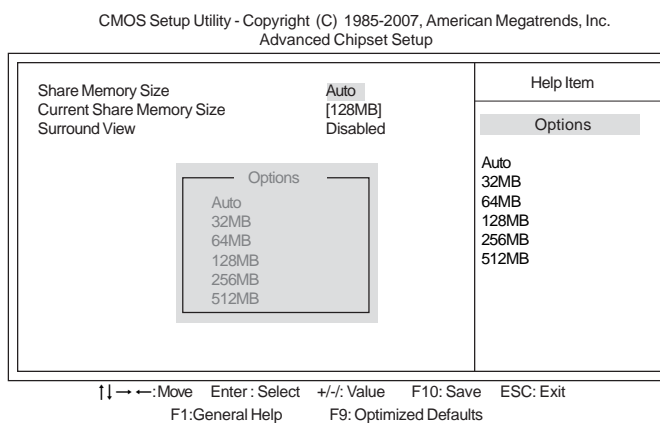 CMOS Setup Utility - Copyright (C) 1985-2007, American Megatrends, Inc.
Advanced Chipset Setup
Share Memory Size Auto
Current Share Memory Size [128MB]
Surround View Disabled
Options
Auto
32MB
64MB
128MB
256MB
512MB
Help Item
Options
Auto
32MB
64MB
128MB
256MB
512MB
↑↓→←:Move Enter : Select +/-/: Value F10: Save ESC: Exit
F1:General Help F9: Optimized Defaults